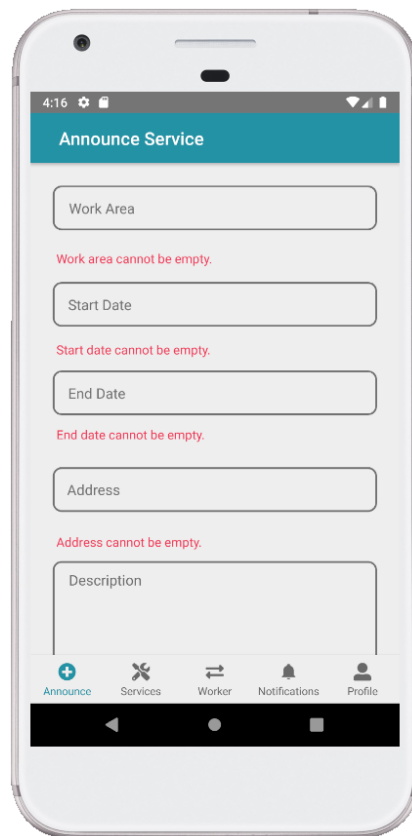 4:16
Announce Service
Work Area
Work area cannot be empty.
Start Date
Start date cannot be empty.
End Date
End date cannot be empty.
Address
Address cannot be empty.
Description
Announce Services Worker Notifications Profile